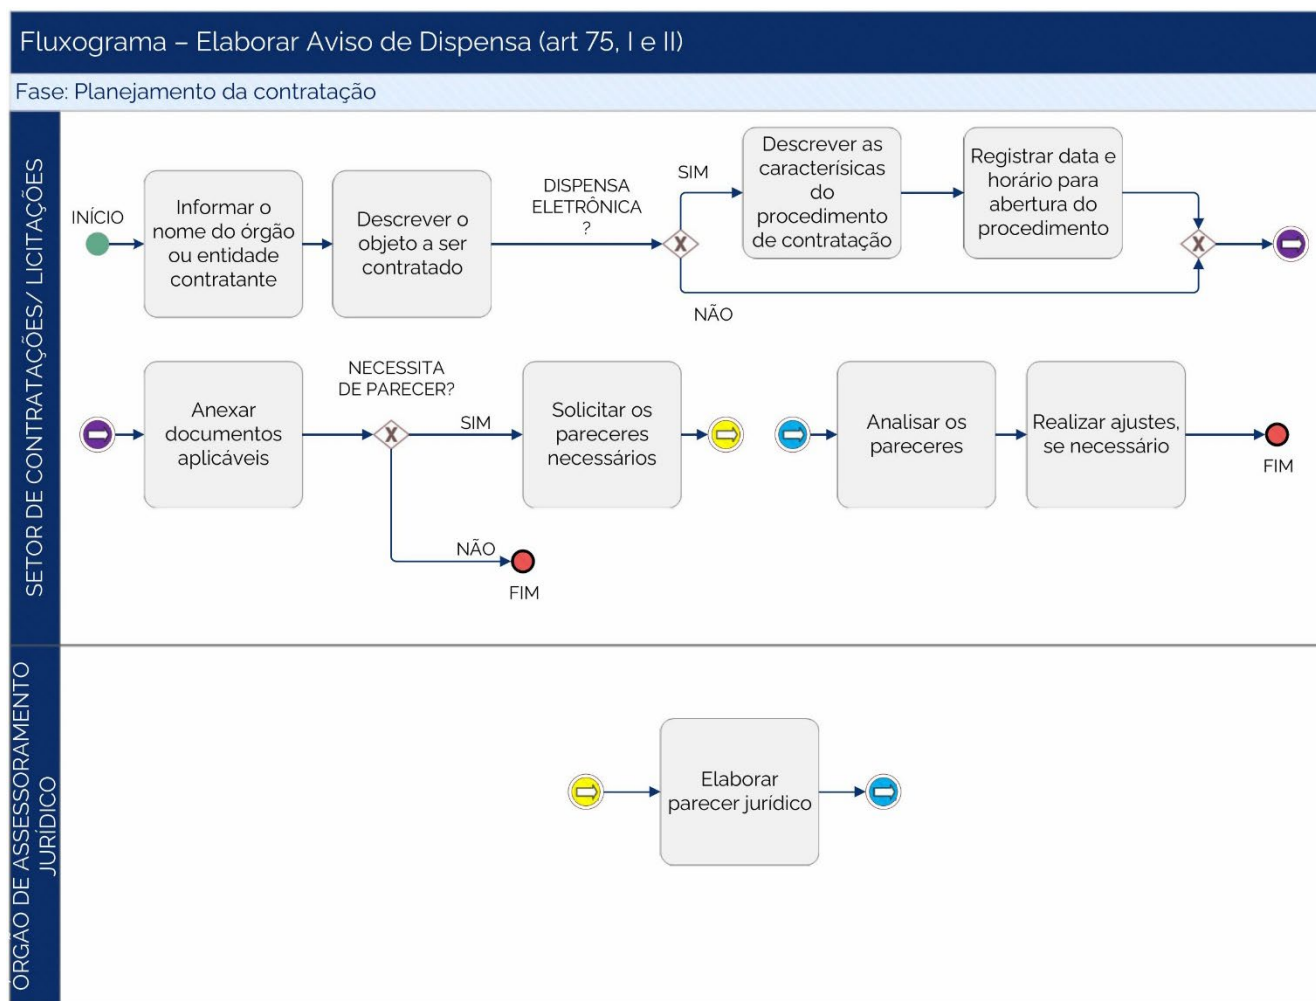 Fluxograma – Elaborar Aviso de Dispensa (art 75, I e II)
Fase: Planejamento da contratação
SETOR DE CONTRATAÇÕES/ LICITAÇÕES
INÍCIO
Informar o
nome do órgão
ou entidade
contratante
Descrever o
objeto a ser
contratado
DISPENSA
ELETRÔNICA
?
X
SIM
NÃO
Descrever as
caracterísicas
do
procedimento
de contratação
Registrar data e
horário para
abertura do
procedimento
X
Anexar
documentos
aplicáveis
NECESSITA
DE PARECER?
X
SIM
NÃO
FIM
Solicitar os
pareceres
necessários
Analisar os
pareceres
Realizar ajustes,
se necessário
FIM
ÓRGÃO DE ASSESSORAMENTO
JURÍDICO
Elaborar
parecer jurídico